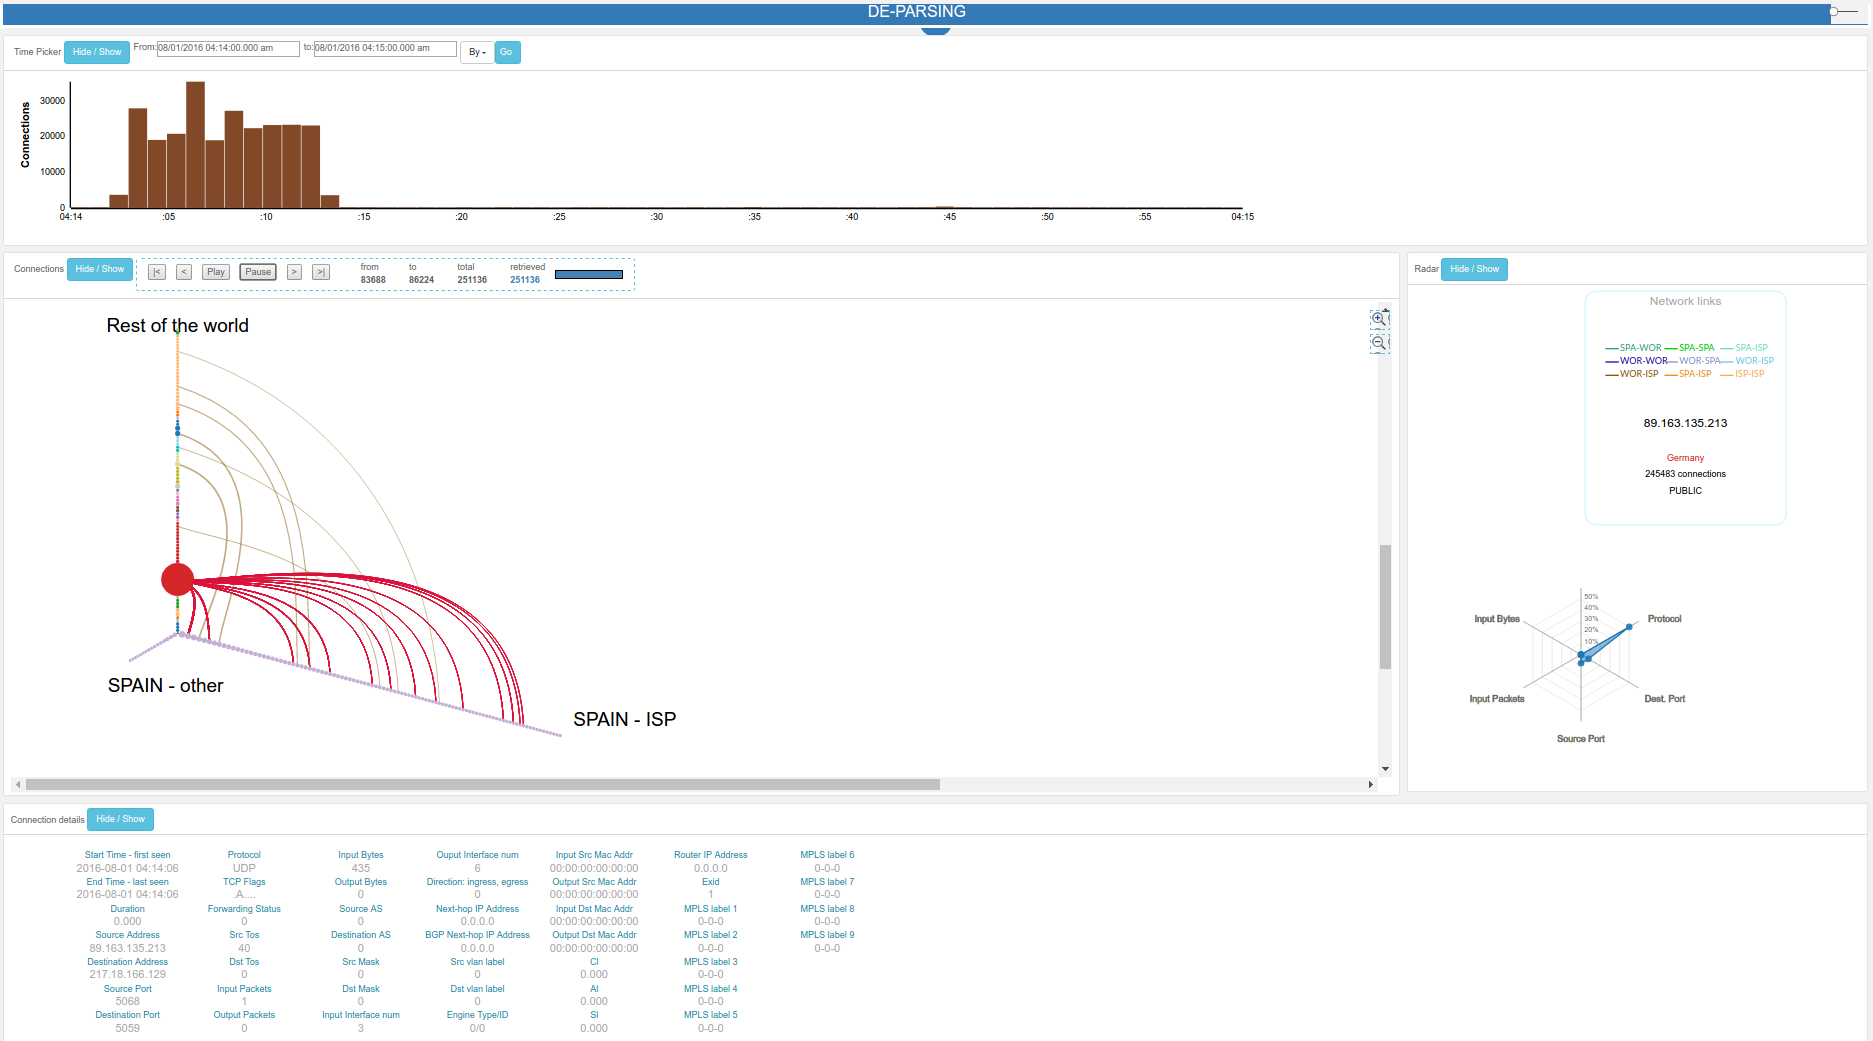 DE-PARSING
Time Picker Hide / Show From: 08/01/2016 04:14:00.000 am to: 08/01/2016 04:15:00.000 am By Go
Connections
30000
20000
10000
0
04:14 :05 :10 :15 :20 :25 :30 :35 :40 :45 :50 :55 04:15
Connections Hide / Show |< < Play Pause > >|
from to total retrieved
83688 86224 251136 251136
Rest of the world
SPAIN - other
SPAIN - ISP
Radar Hide / Show
Network links
SPA-WOR SPA-SPA SPA-ISP
WOR-WOR WOR-SPA WOR-ISP
WOR-ISP SPA-ISP ISP-ISP
89.163.135.213
Germany
245483 connections
PUBLIC
50%
40%
30%
20%
10%
Input Bytes Protocol
Input Packets Dest. Port
Source Port
Connection details Hide / Show
Start Time - first seen Protocol Input Bytes Ouput Interface num Input Src Mac Addr Router IP Address MPLS label 6
2016-08-01 04:14:06 UDP 435 6 00:00:00:00:00:00 0.0.0.0 0-0-0
End Time - last seen TCP Flags Output Bytes Direction: ingress, egress Output Src Mac Addr Exid MPLS label 7
2016-08-01 04:14:06 .A.... 0 0 00:00:00:00:00:00 1 0-0-0
Duration Forwarding Status Source AS Next-hop IP Address Input Dst Mac Addr MPLS label 1 MPLS label 8
0.000 0 0 0.0.0.0 00:00:00:00:00:00 0-0-0 0-0-0
Source Address Src Tos Destination AS BGP Next-hop IP Address Output Dst Mac Addr MPLS label 2 MPLS label 9
89.163.135.213 40 0 0.0.0.0 00:00:00:00:00:00 0-0-0 0-0-0
Destination Address Dst Tos Src Mask Src vlan label Cl MPLS label 3
217.18.166.129 0 0 0 0.000 0-0-0
Source Port Input Packets Dst Mask Dst vlan label Al MPLS label 4
5068 1 0 0 0.000 0-0-0
Destination Port Output Packets Input Interface num Engine Type/ID Sl MPLS label 5
5059 0 3 0/0 0.000 0-0-0